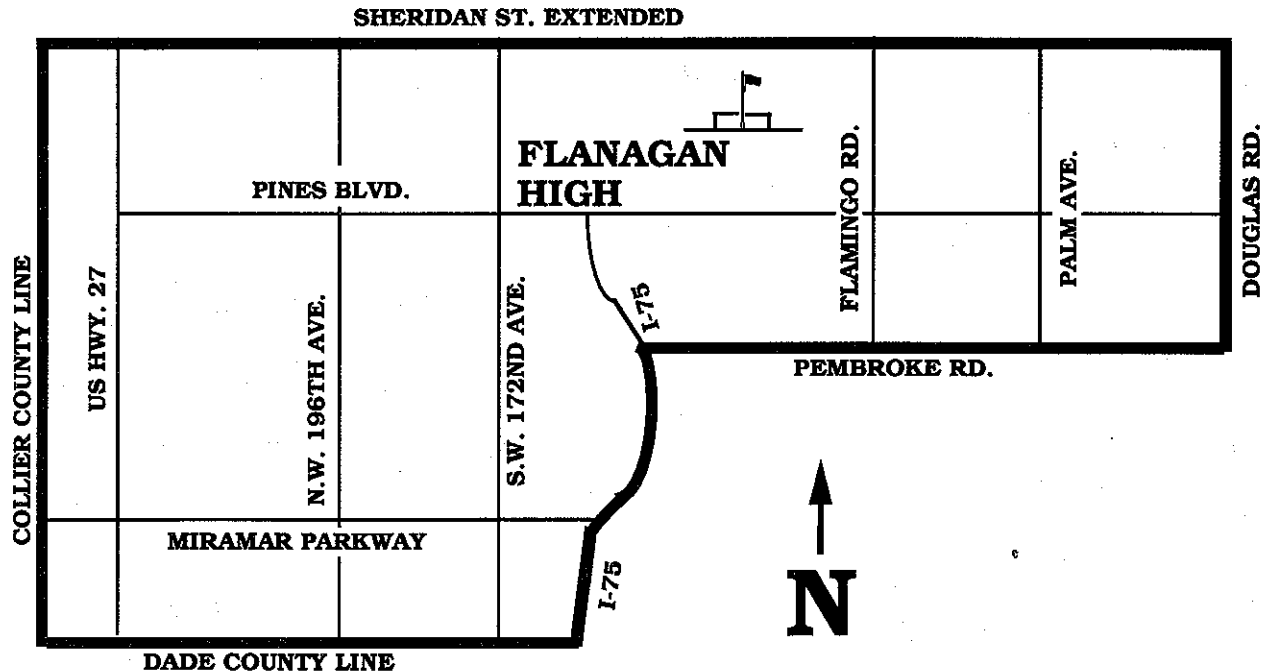 SHERIDAN ST. EXTENDED
FLANAGAN
HIGH
PINES BLVD.
FLAMINGO RD.
PALM AVE.
DOUGLAS RD.
COLLIER COUNTY LINE
US HWY. 27
N.W. 196TH AVE.
S.W. 172ND AVE.
I-75
PEMBROKE RD.
MIRAMAR PARKWAY
I-75
N
DADE COUNTY LINE